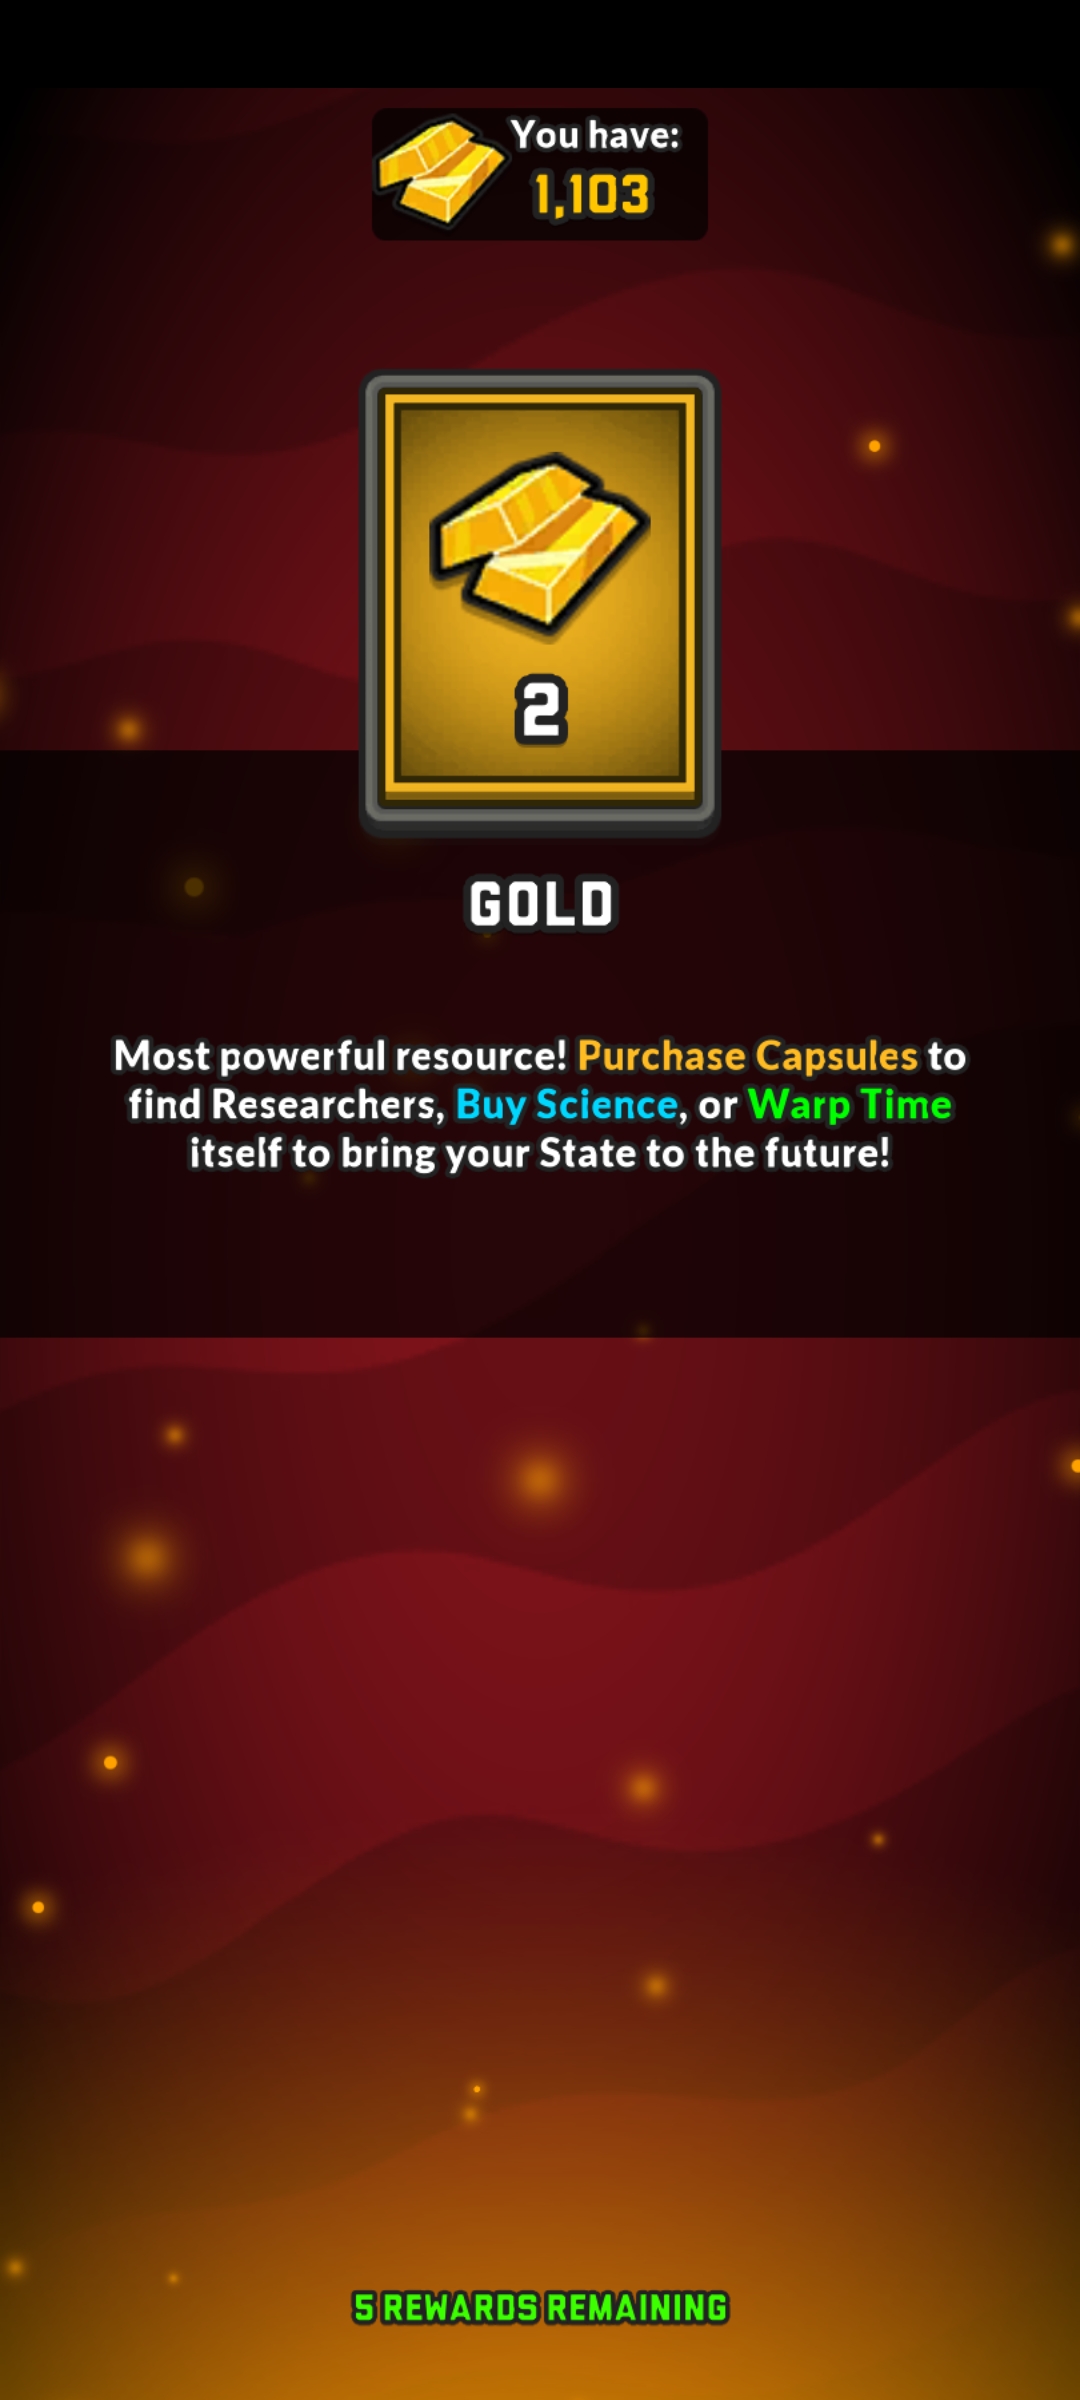 You have:
1,103
2
GOLD
Most powerful resource! Purchase Capsules to
find Researchers, Buy Science, or Warp Time
itself to bring your State to the future!
5 REWARDS REMAINING